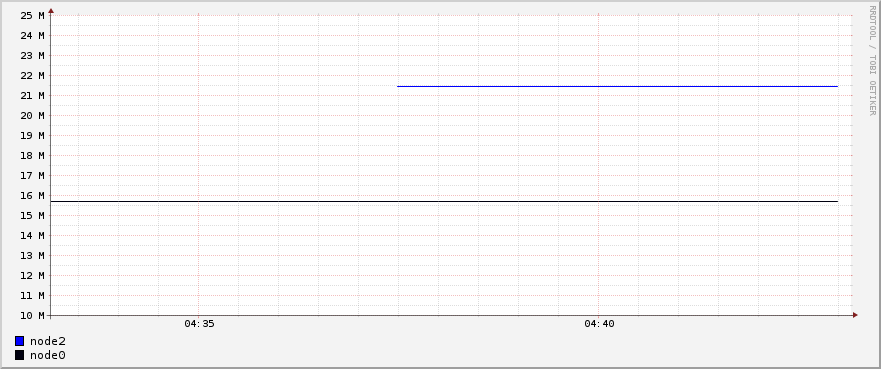 25 M
24 M
23 M
22 M
21 M
20 M
19 M
18 M
17 M
16 M
15 M
14 M
13 M
12 M
11 M
10 M
04:35 04:40
node2
node0
RRDTOOL / TOBI OETIKER